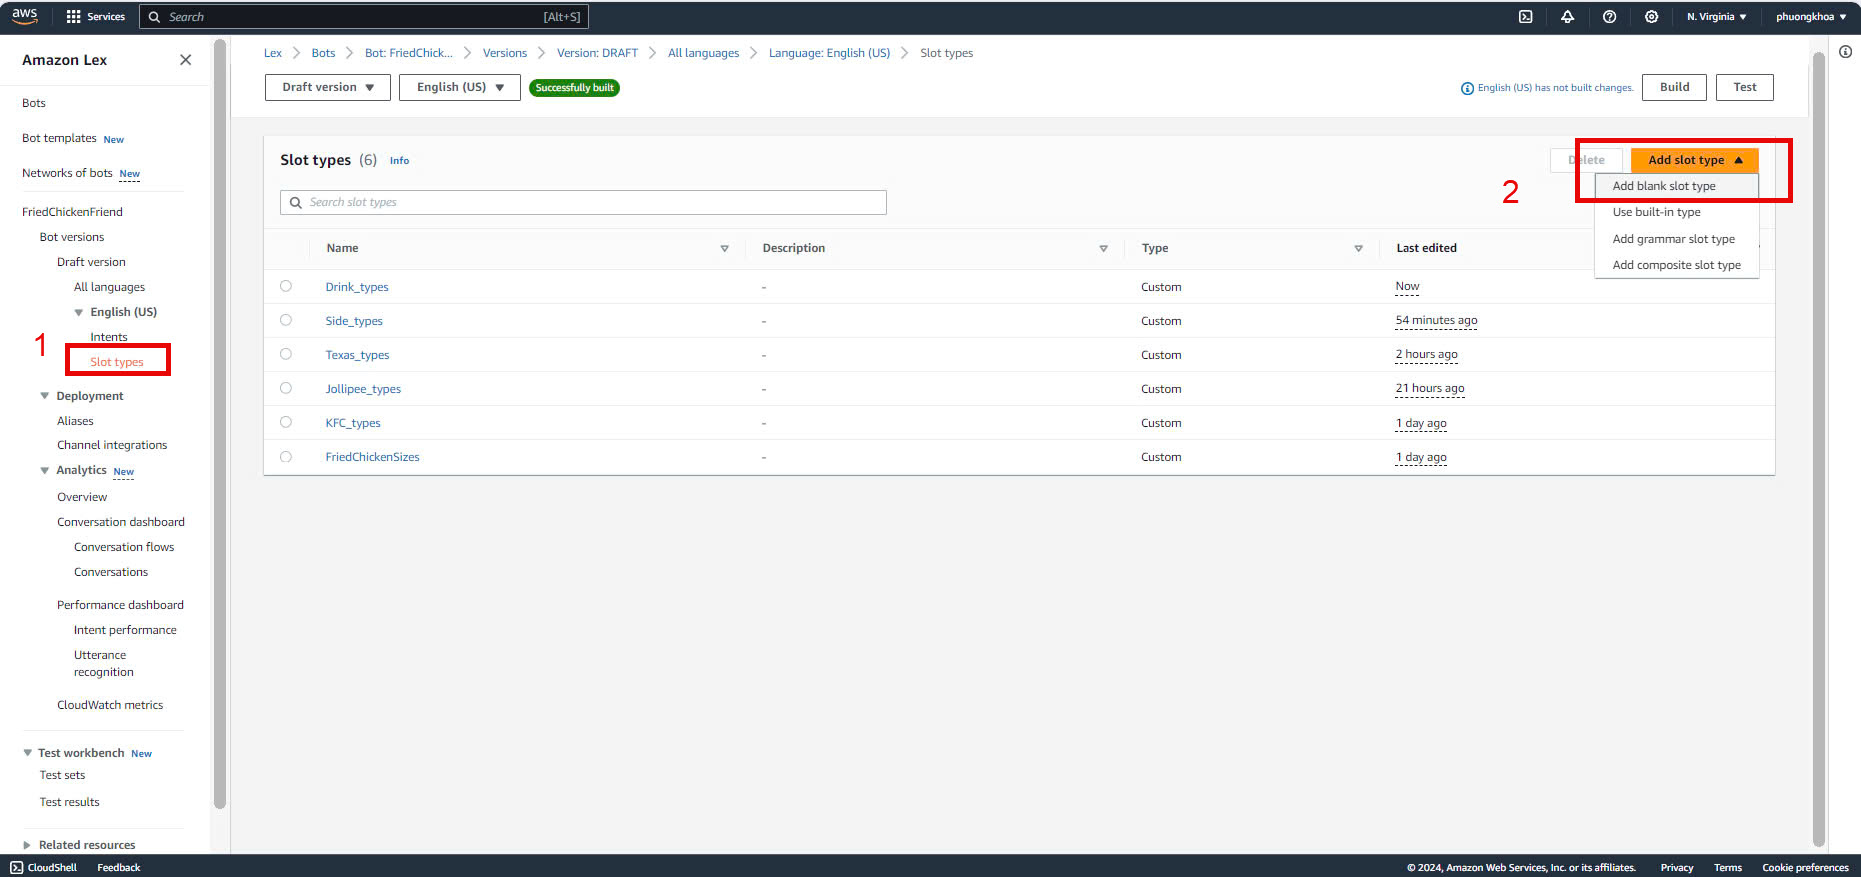 aws Services Search [Alt+S] N. Virginia phuongkhoa
Amazon Lex
Bots
Bot templates New
Networks of bots New
FriedChickenFriend
Bot versions
Draft version
All languages
English (US)
Intents
1
Slot types
Deployment
Aliases
Channel integrations
Analytics New
Overview
Conversation dashboard
Conversation flows
Conversations
Performance dashboard
Intent performance
Utterance
recognition
CloudWatch metrics
Test workbench New
Test sets
Test results
Related resources
Lex Bots Bot: FriedChick... Versions Version: DRAFT All languages Language: English (US) Slot types
Draft version English (US) Successfully built English (US) has not built changes. Build Test
Slot types (6) Info Delete Add slot type
2
Add blank slot type
Use built-in type
Add grammar slot type
Add composite slot type
Search slot types
Name Description Type Last edited
Drink_types - Custom Now
Side_types - Custom 54 minutes ago
Texas_types - Custom 2 hours ago
Jollipee_types - Custom 21 hours ago
KFC_types - Custom 1 day ago
FriedChickenSizes - Custom 1 day ago
CloudShell Feedback © 2024, Amazon Web Services, Inc. or its affiliates. Privacy Terms Cookie preferences